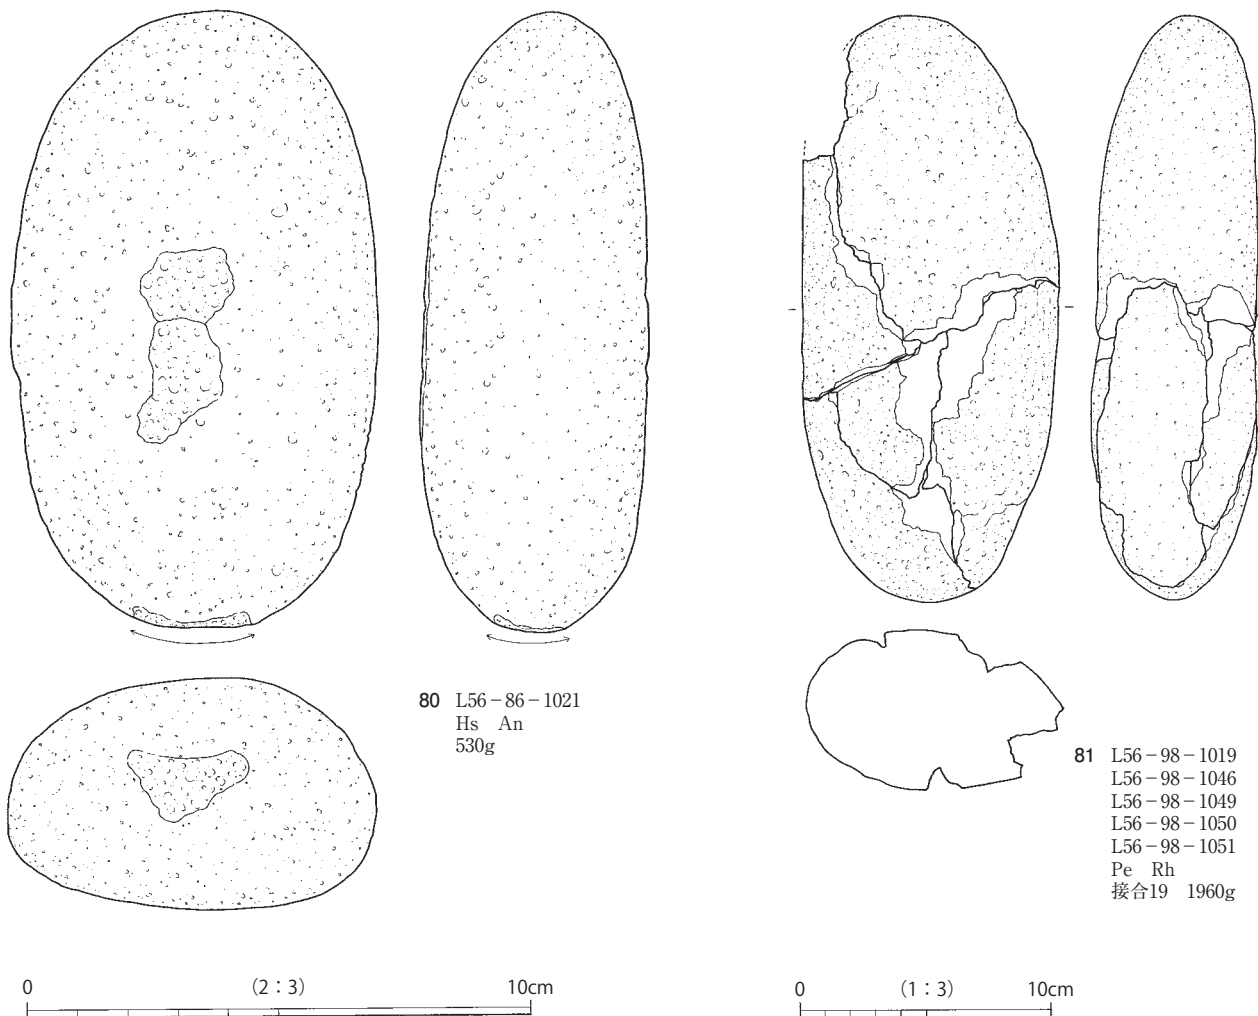 80 L56−86−1021
Hs An
530g
81 L56−98−1019
L56−98−1046
L56−98−1049
L56−98−1050
L56−98−1051
Pe Rh
接合19 1960g
0 (2：3) 10cm
0 (1：3) 10cm